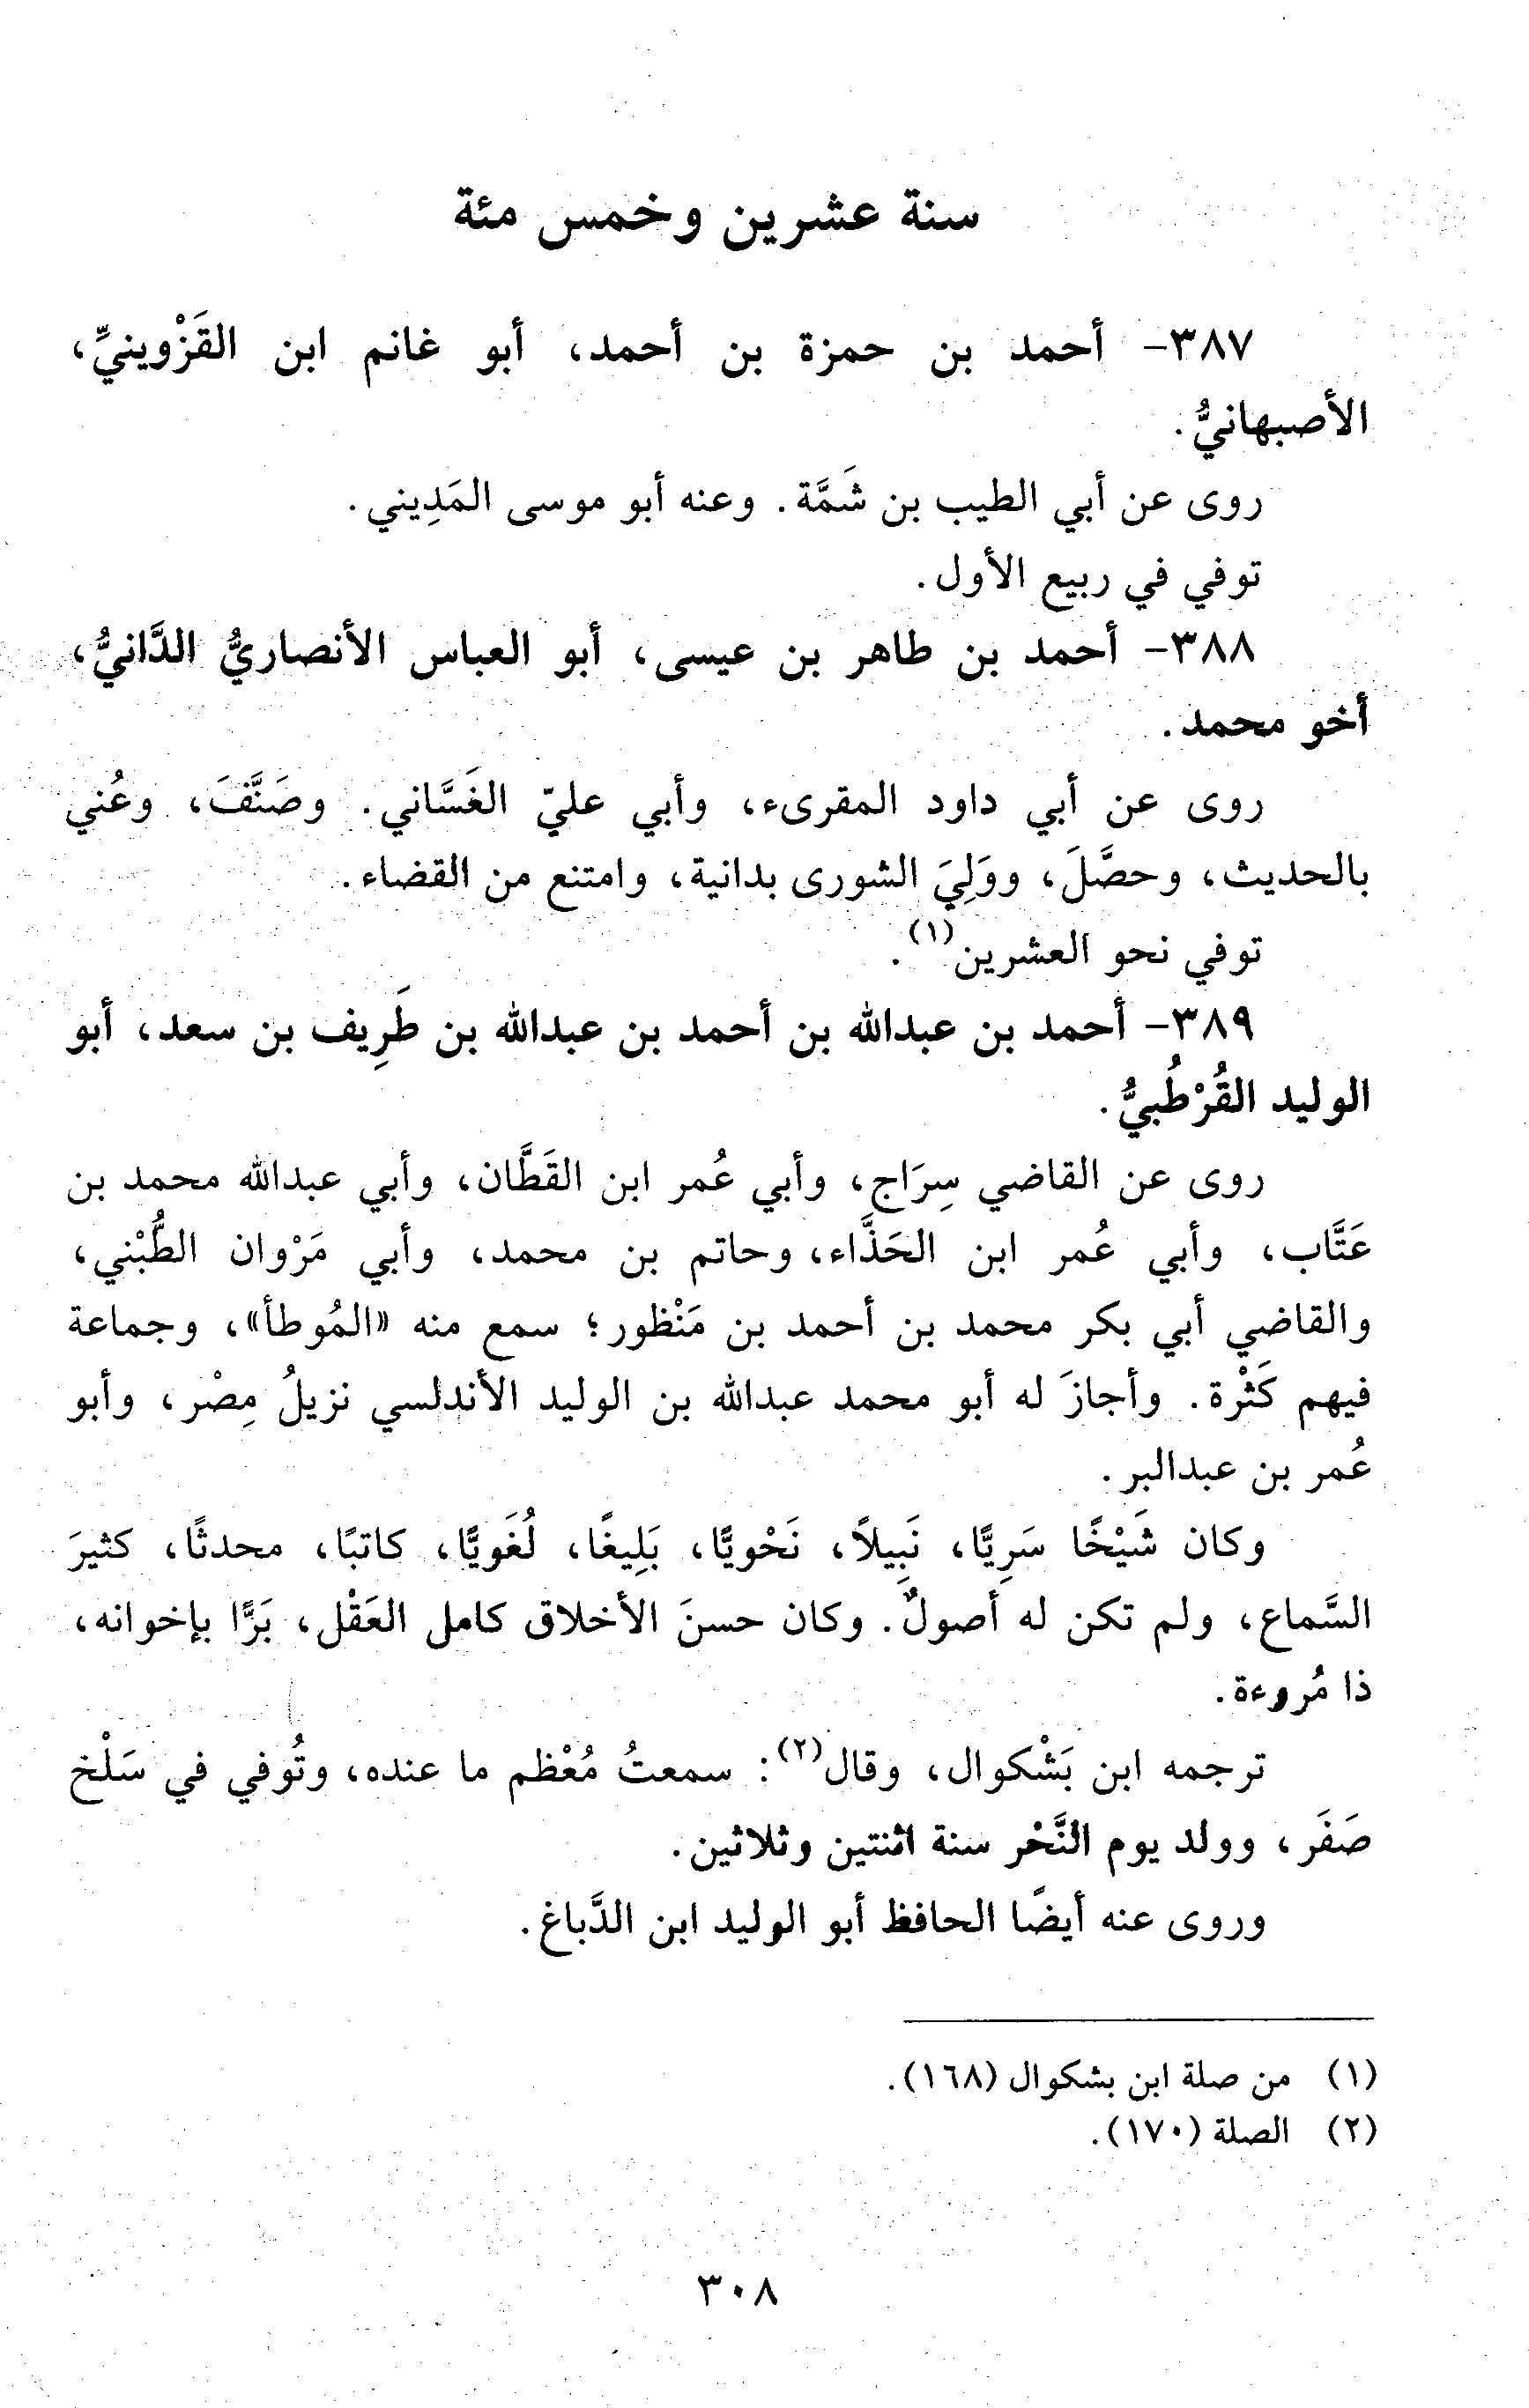 سنة عشرين وخمس مئة
٣٨٧- أحمد بن حمزة بن أحمد، أبو غانم ابن القَزْوينيِّ،
الأصبهانيُّ.
روى عن أبي الطيب بن شَمَّة. وعنه أبو موسى المَدِيني.
توفي في ربيع الأول.
٣٨٨- أحمد بن طاهر بن عيسى، أبو العباس الأنصاريُّ الدَّانيُّ،
أخو محمد.
روى عن أبي داود المقرىء، وأبي عليّ الغَسَّاني. وصَنَّفَ، وعُني
بالحديث، وحصَّلَ، ووَلِيَ الشورى بدانية، وامتنع من القضاء.
توفي نحو العشرين(١).
٣٨٩- أحمد بن عبدالله بن أحمد بن عبدالله بن طَرِيف بن سعد، أبو
الوليد القُرْطُبيُّ.
روى عن القاضي سِرَاج، وأبي عُمر ابن القَطَّان، وأبي عبدالله محمد بن
عَتَّاب، وأبي عُمر ابن الحَذَّاء، وحاتم بن محمد، وأبي مَرْوان الطُّبْني،
والقاضي أبي بكر محمد بن أحمد بن مَنْظور؛ سمع منه «المُوطأ»، وجماعة
فيهم كَثْرة. وأجازَ له أبو محمد عبدالله بن الوليد الأندلسي نزيلُ مِصْر، وأبو
عُمر بن عبدالبر.
وكان شَيْخًا سَرِيًّا، نَبِيلاً، نَحْويًّا، بَلِيغًا، لُغَويًّا، كاتبًا، محدثًا، كثيرَ
السَّماع، ولم تكن له أصولٌ. وكان حسنَ الأخلاق كامل العَقْل، بَرًّا بإخوانه،
ذا مُروءة.
ترجمه ابن بَشْكوال، وقال(٢): سمعتُ مُعْظم ما عنده، وتُوفي في سَلْخ
صَفَر، وولد يوم النَّحْر سنة اثنتين وثلاثين.
وروى عنه أيضًا الحافظ أبو الوليد ابن الدَّباغ.
(١) من صلة ابن بشكوال (١٦٨).
(٢) الصلة (١٧٠).
٣٠٨